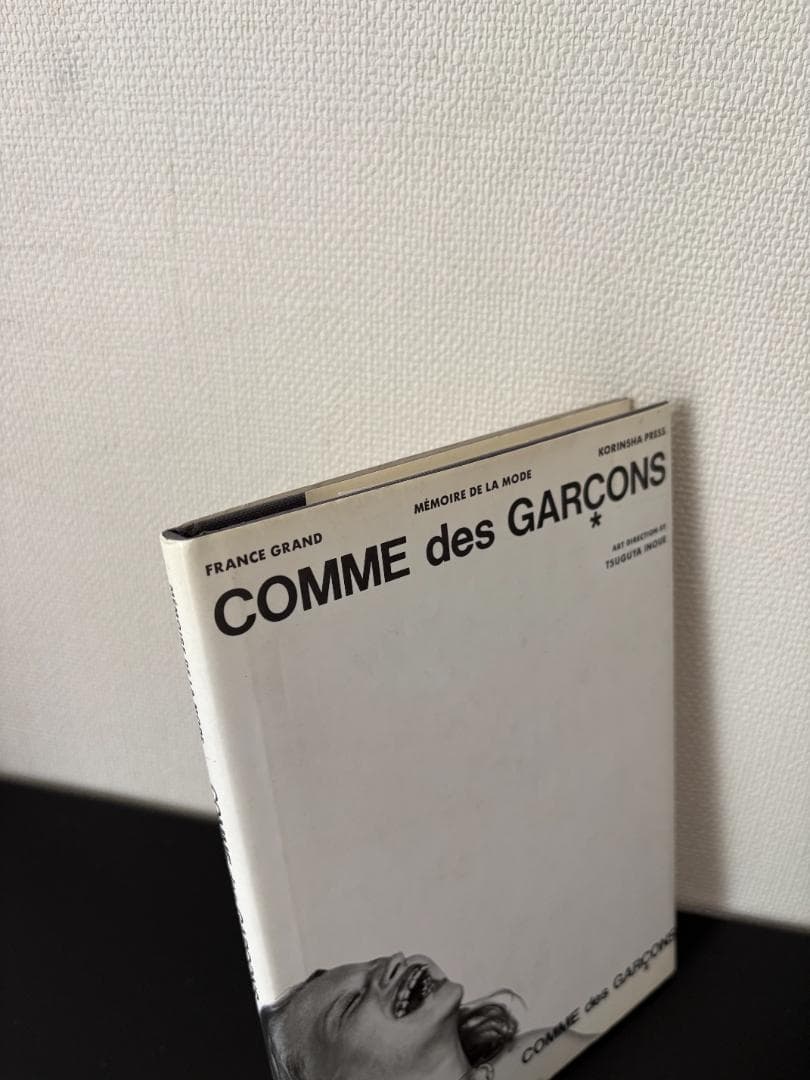 FRANCE GRAND
MÉMOIRE DE LA MODE
KORINSHA PRESS
COMME des GARÇONS
*
ART DIRECTION BY
TSUGUYA INOUE
COMME des GARÇONS
*